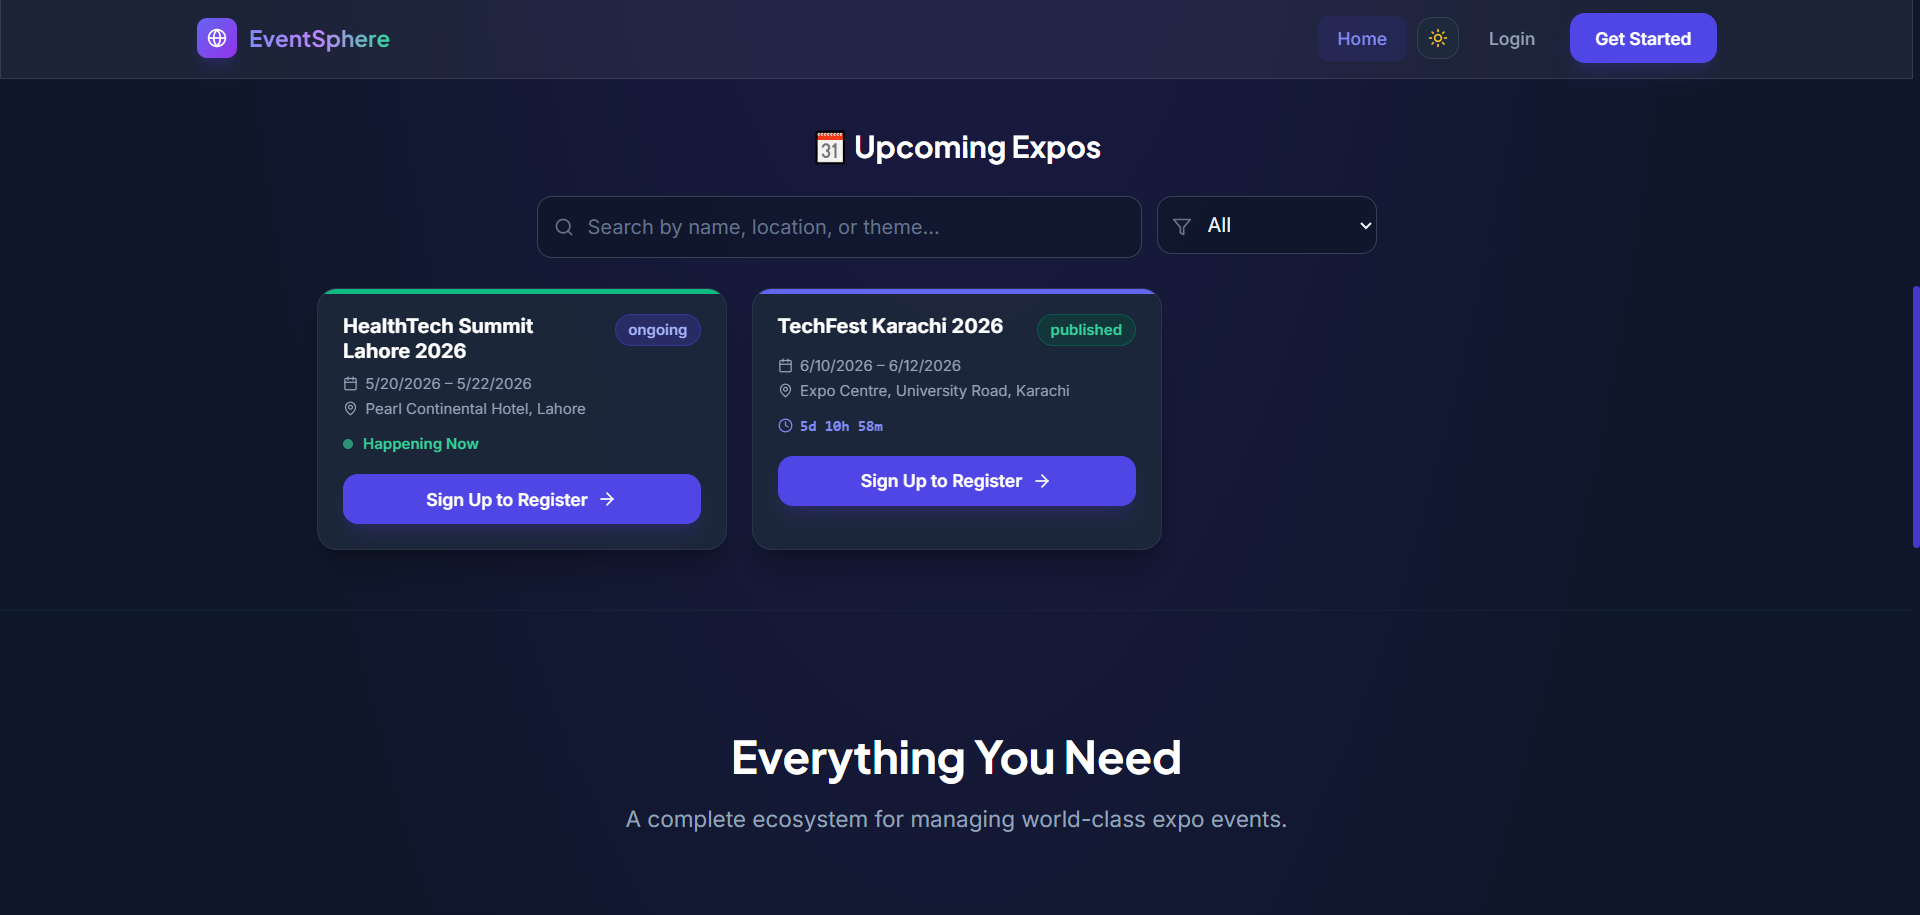 EventSphere
Home
Login
Get Started
31 Upcoming Expos
Search by name, location, or theme...
All
HealthTech Summit
Lahore 2026
ongoing
5/20/2026 – 5/22/2026
Pearl Continental Hotel, Lahore
Happening Now
Sign Up to Register →
TechFest Karachi 2026
published
6/10/2026 – 6/12/2026
Expo Centre, University Road, Karachi
5d 10h 58m
Sign Up to Register →
Everything You Need
A complete ecosystem for managing world-class expo events.